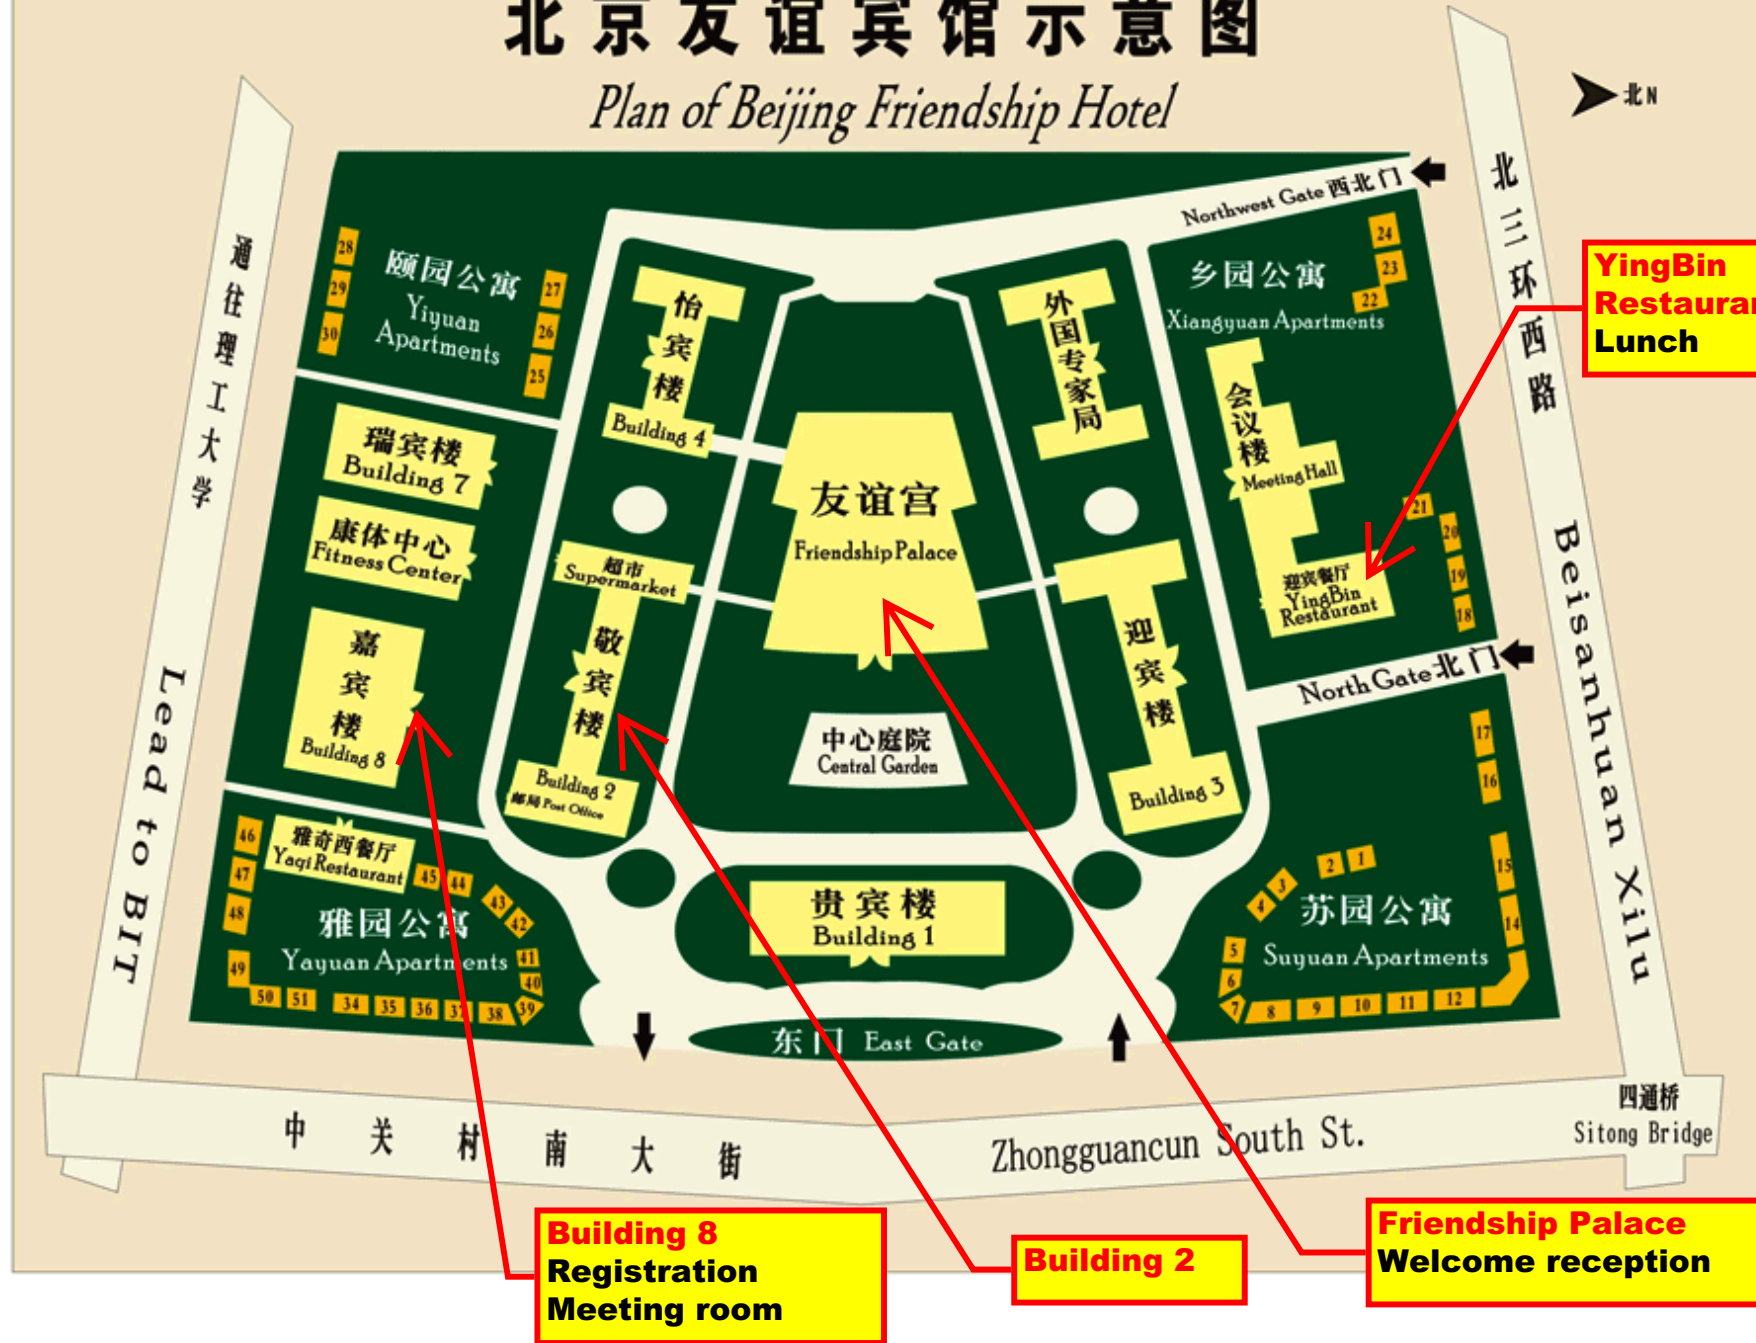 北京友谊宾馆示意图
Plan of Beijing Friendship Hotel
北N
通往理工大学
Lead to BIT
北三环西路
Beisanhuan Xilu
Northwest Gate 西北门
28
29
30
颐园公寓
Yiyuan
Apartments
27
26
25
怡宾楼
Building 4
外国专家局
乡园公寓
Xiangyuan Apartments
24
23
22
YingBin
Restauran
Lunch
瑞宾楼
Building 7
康体中心
Fitness Center
嘉宾楼
Building 8
超市
Supermarket
敬宾楼
Building 2
邮局 Post Office
友谊宫
Friendship Palace
中心庭院
Central Garden
迎宾楼
Building 3
会议楼
Meeting Hall
迎宾餐厅
YingBin
Restaurant
21
20
19
18
North Gate 北门
17
16
15
14
46
47
48
49
雅奇西餐厅
Yaqi Restaurant
45
44
43
42
41
40
39
雅园公寓
Yayuan Apartments
50
51
34
35
36
37
38
贵宾楼
Building 1
东门 East Gate
2
1
3
4
5
6
7
8
9
10
11
12
苏园公寓
Suyuan Apartments
中关村南大街
Zhongguancun South St.
四通桥
Sitong Bridge
Building 8
Registration
Meeting room
Building 2
Friendship Palace
Welcome reception